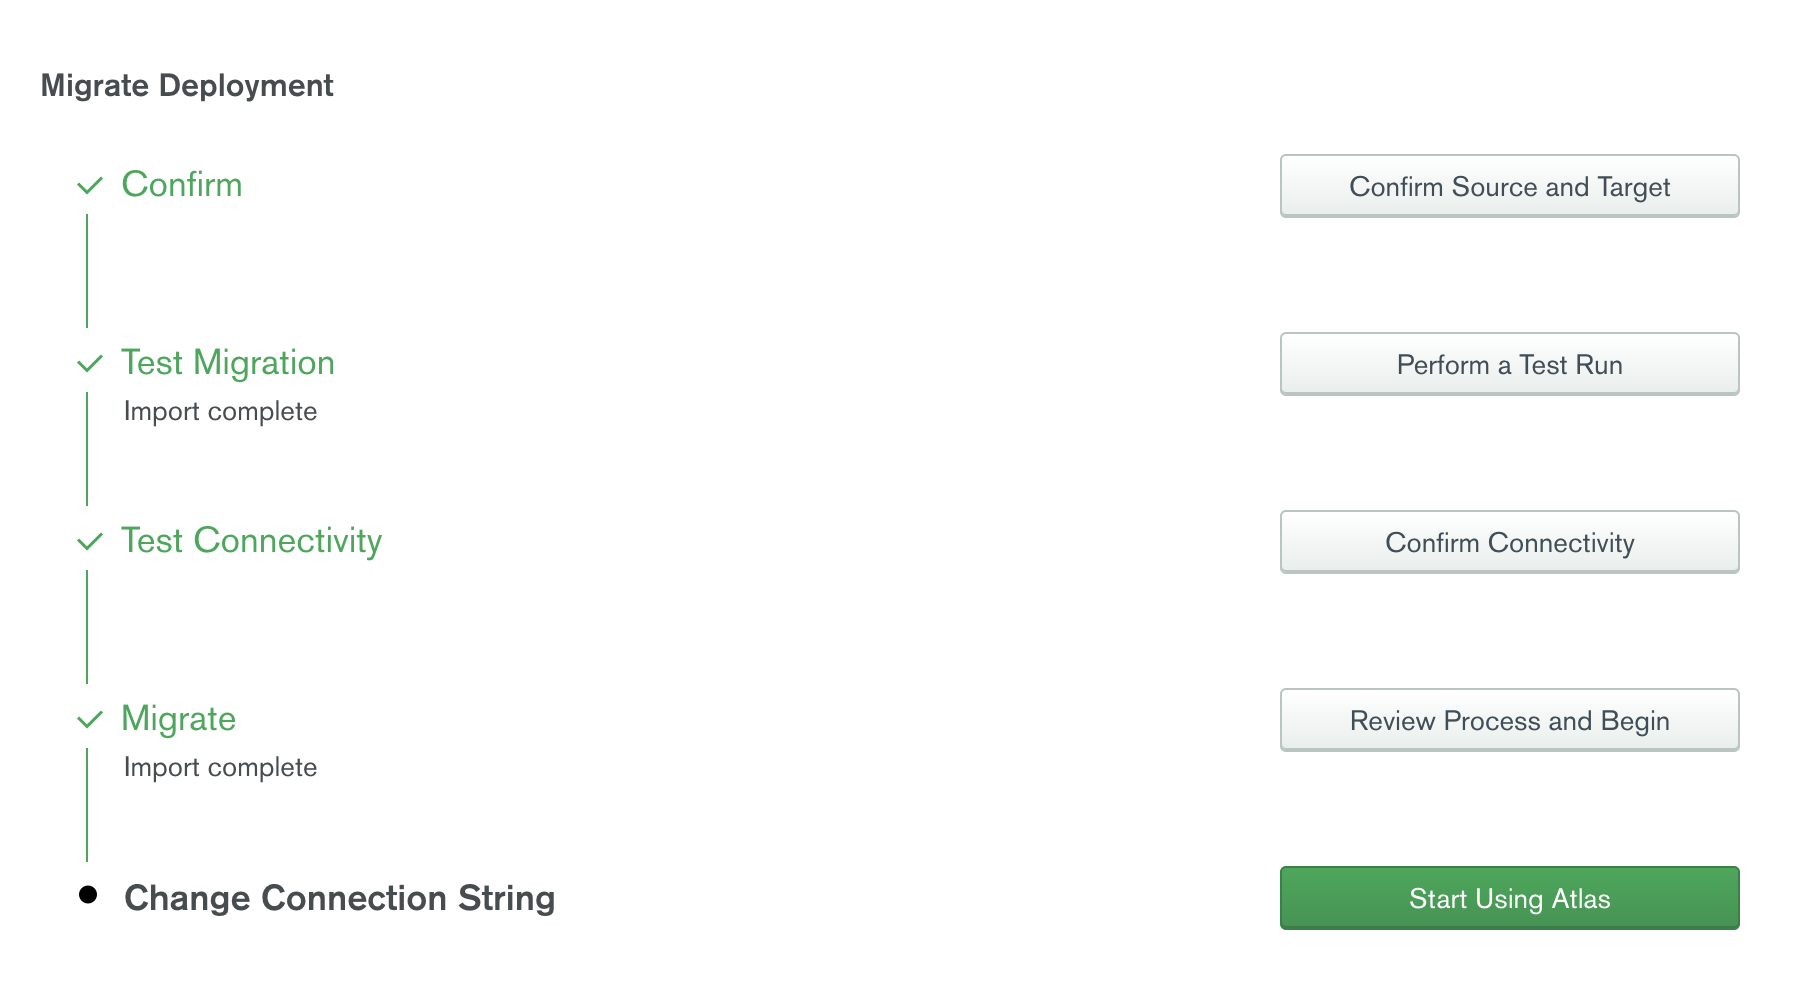 Migrate Deployment
Confirm
Confirm Source and Target
Test Migration
Perform a Test Run
Import complete
Test Connectivity
Confirm Connectivity
Migrate
Review Process and Begin
Import complete
Change Connection String
Start Using Atlas